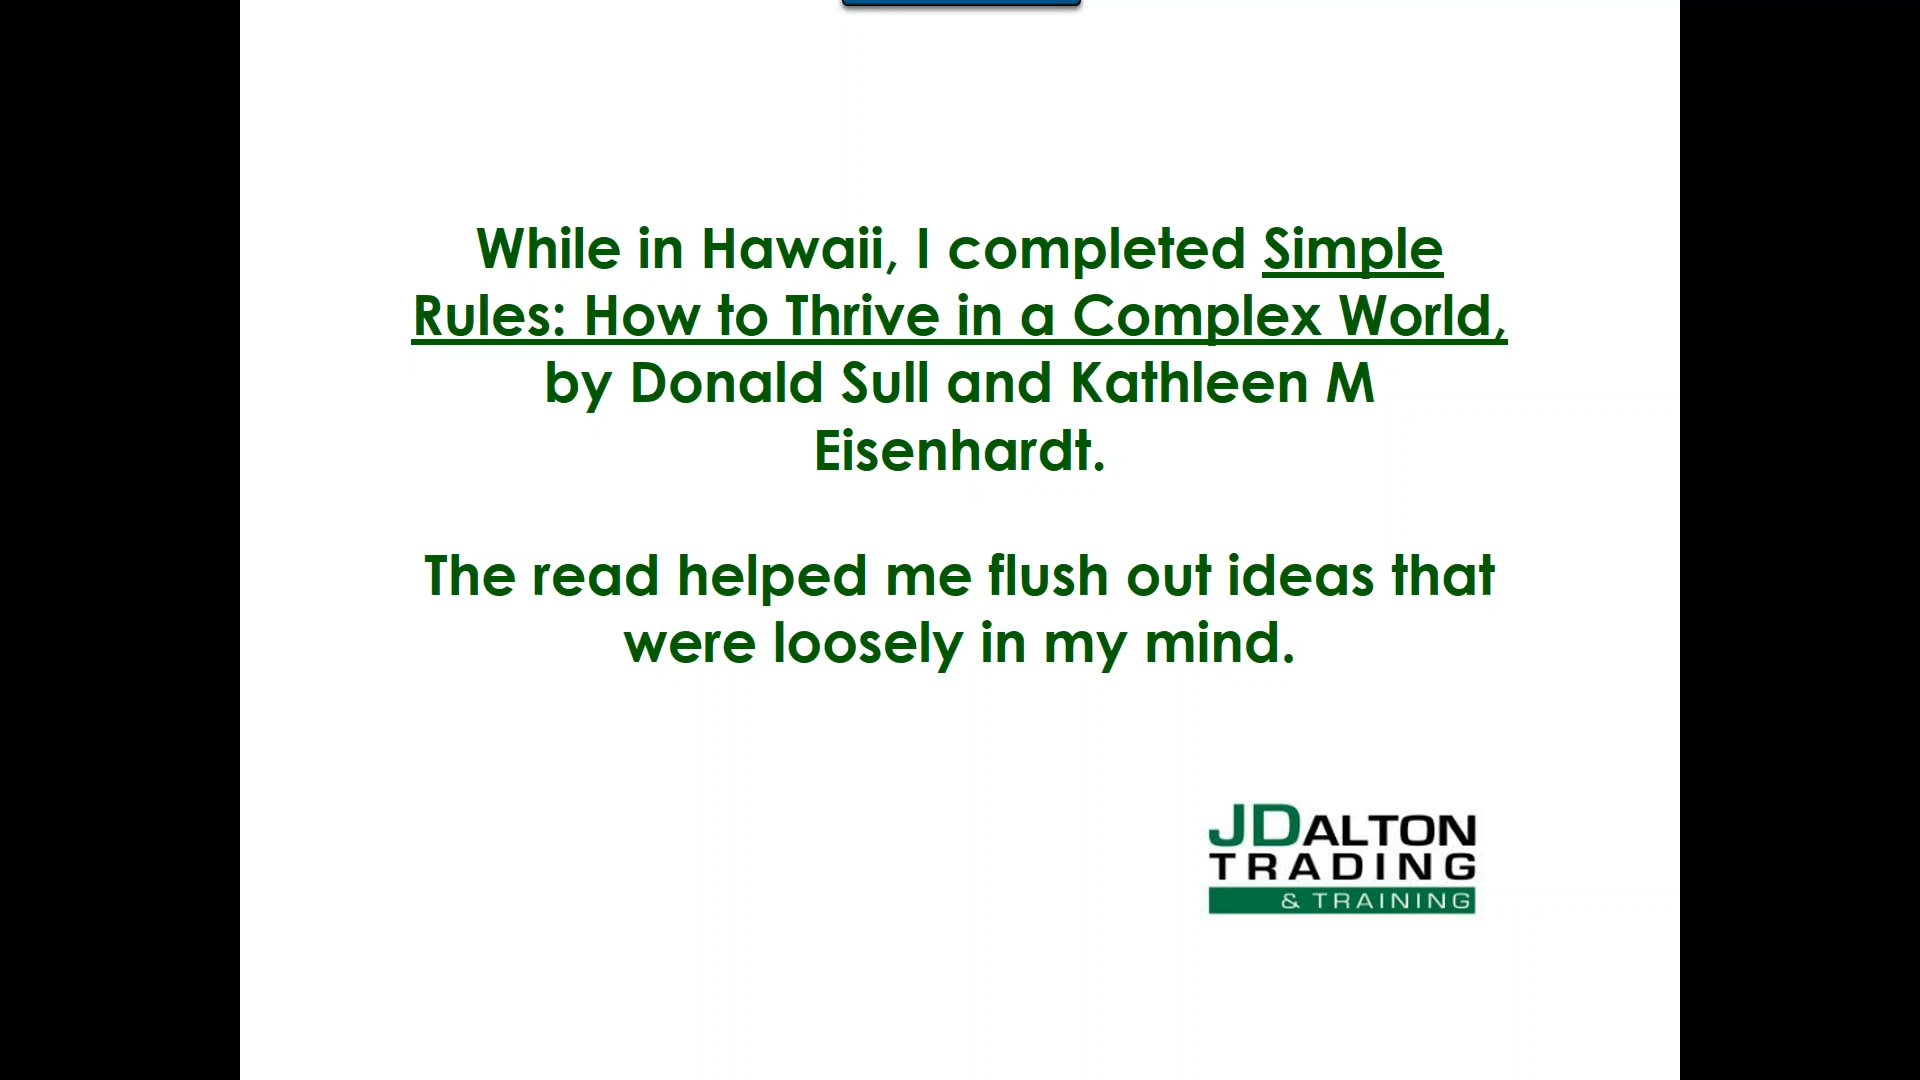 While in Hawaii, I completed Simple
Rules: How to Thrive in a Complex World,
by Donald Sull and Kathleen M
Eisenhardt.
The read helped me flush out ideas that
were loosely in my mind.
JDALTON
TRADING
& TRAINING